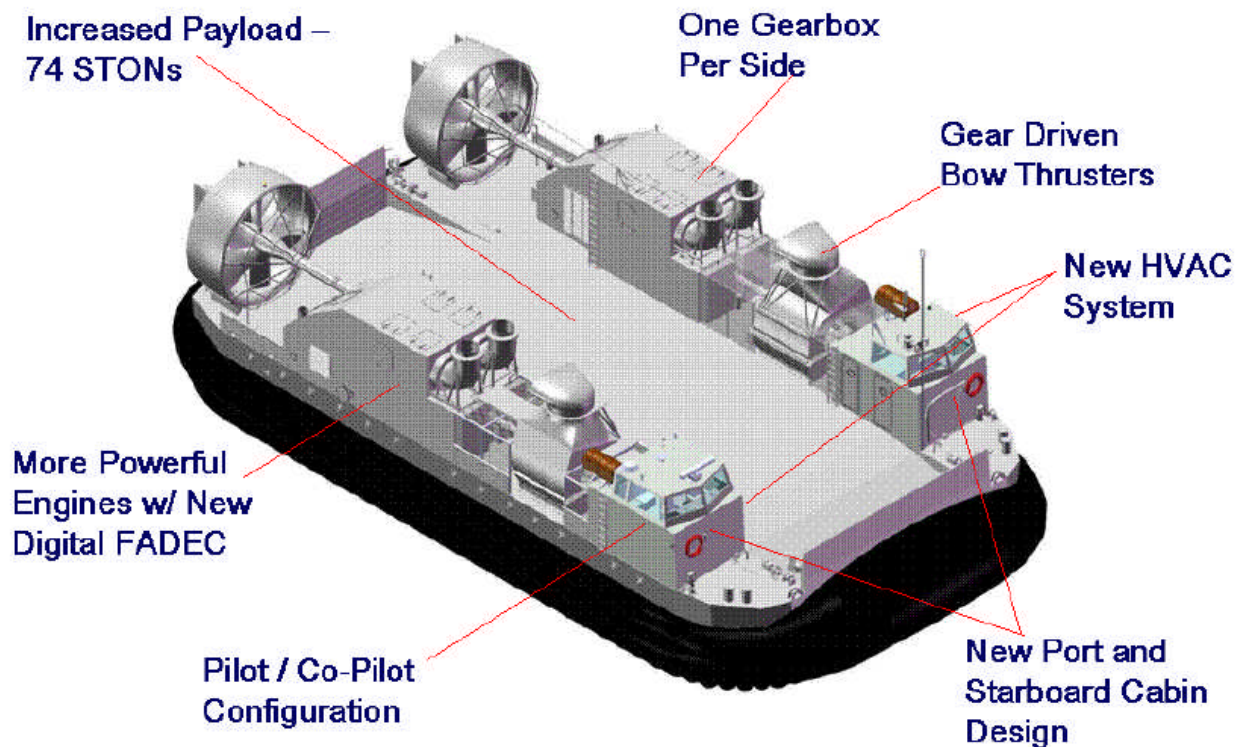 Increased Payload –
74 STONs
One Gearbox
Per Side
Gear Driven
Bow Thrusters
New HVAC
System
More Powerful
Engines w/ New
Digital FADEC
Pilot / Co-Pilot
Configuration
New Port and
Starboard Cabin
Design